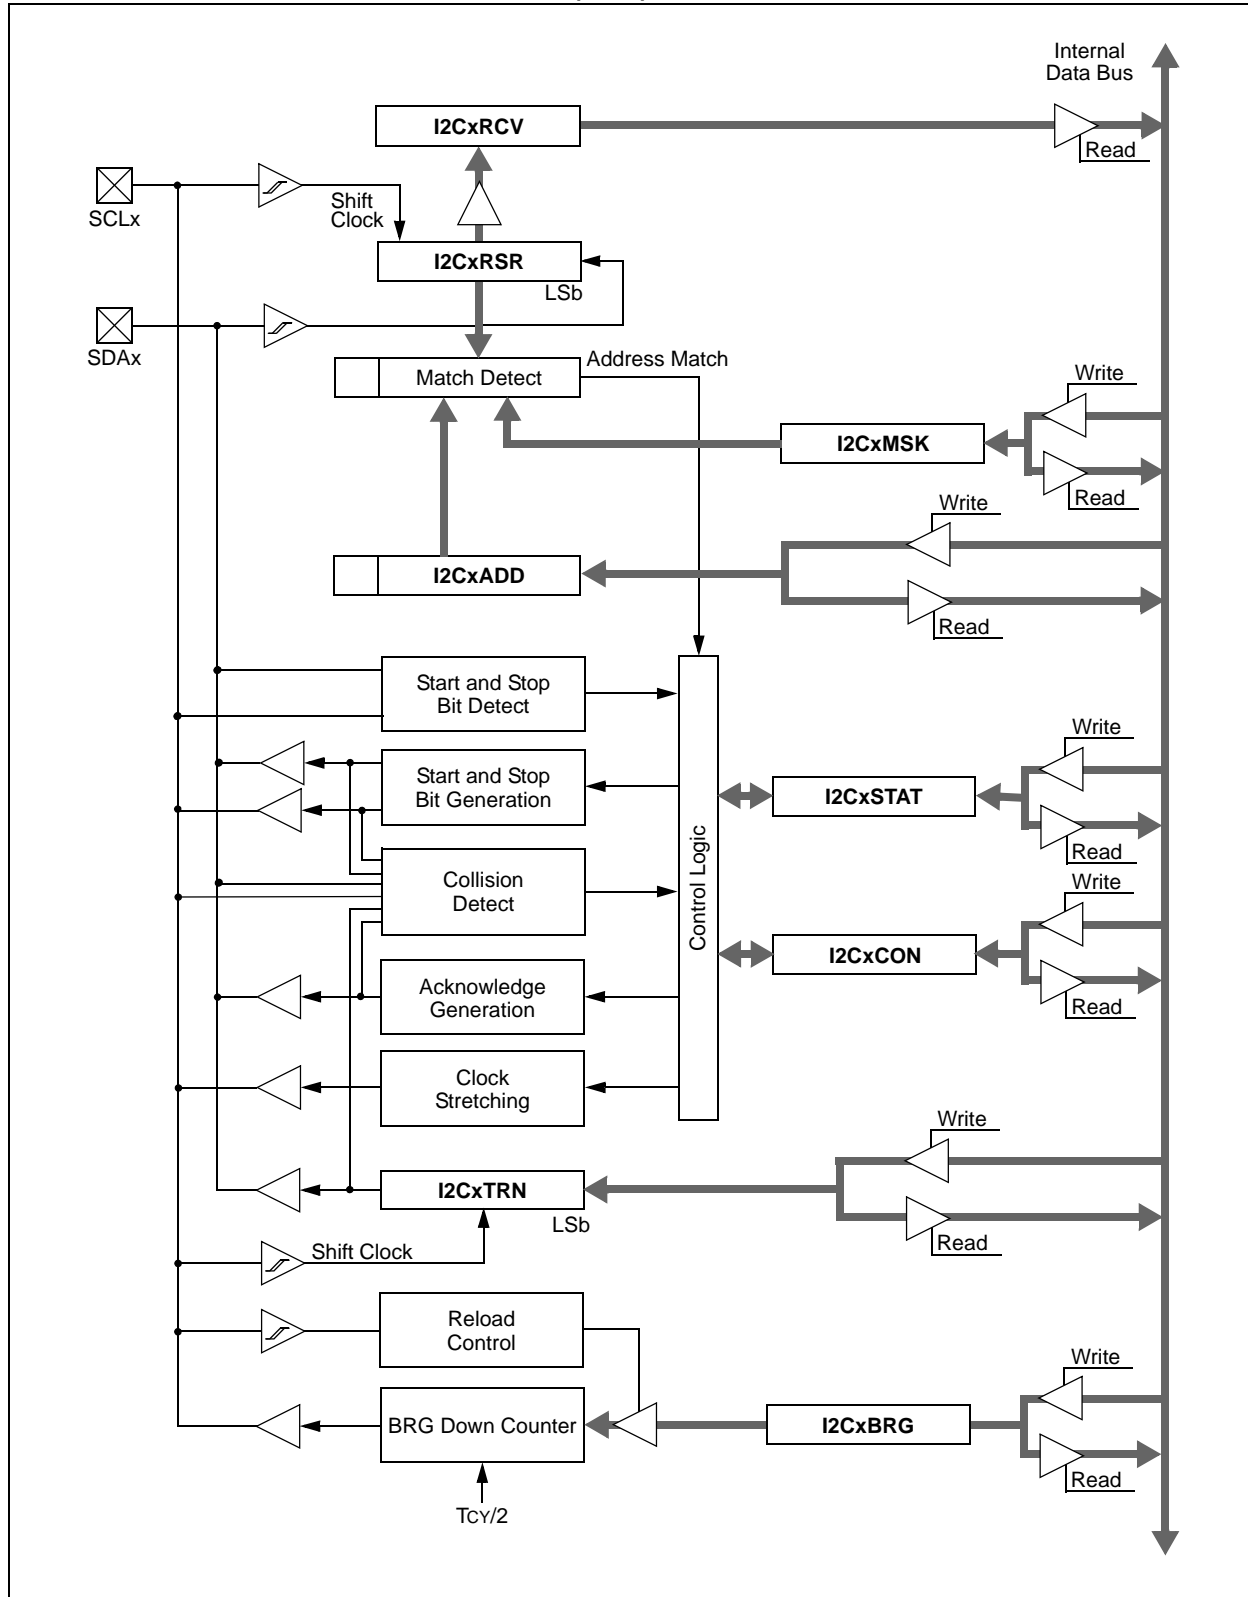 Internal
Data Bus
I2CxRCV
Read
SCLx
Shift
Clock
I2CxRSR
LSb
SDAx
Address Match
Match Detect
Write
I2CxMSK
Read
Write
I2CxADD
Read
Start and Stop
Bit Detect
Write
Start and Stop
Bit Generation
I2CxSTAT
Read
Control Logic
Collision
Detect
Write
I2CxCON
Read
Acknowledge
Generation
Clock
Stretching
Write
I2CxTRN
LSb
Read
Shift Clock
Reload
Control
Write
BRG Down Counter
I2CxBRG
Read
TCY/2